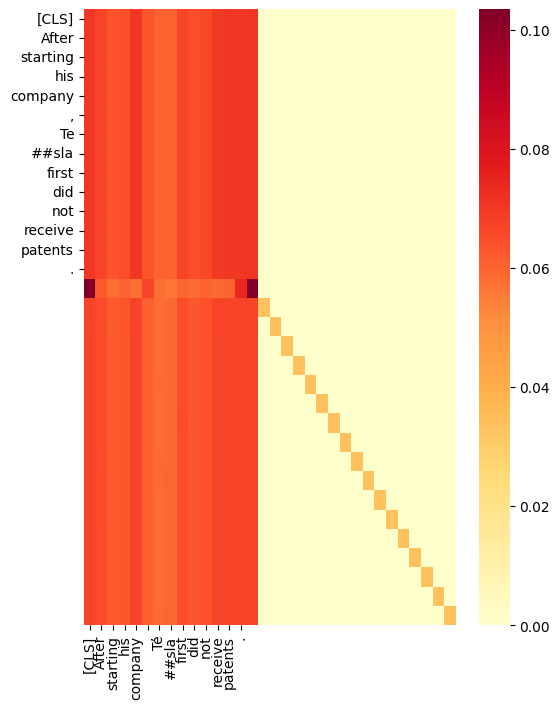 [CLS]
After
starting
his
company
,
Te
##sla
first
did
not
receive
patents
.
0.10
0.08
0.06
0.04
0.02
0.00
[CLS]
After
starting
his
company
,
Te
##sla
first
did
not
receive
patents
.